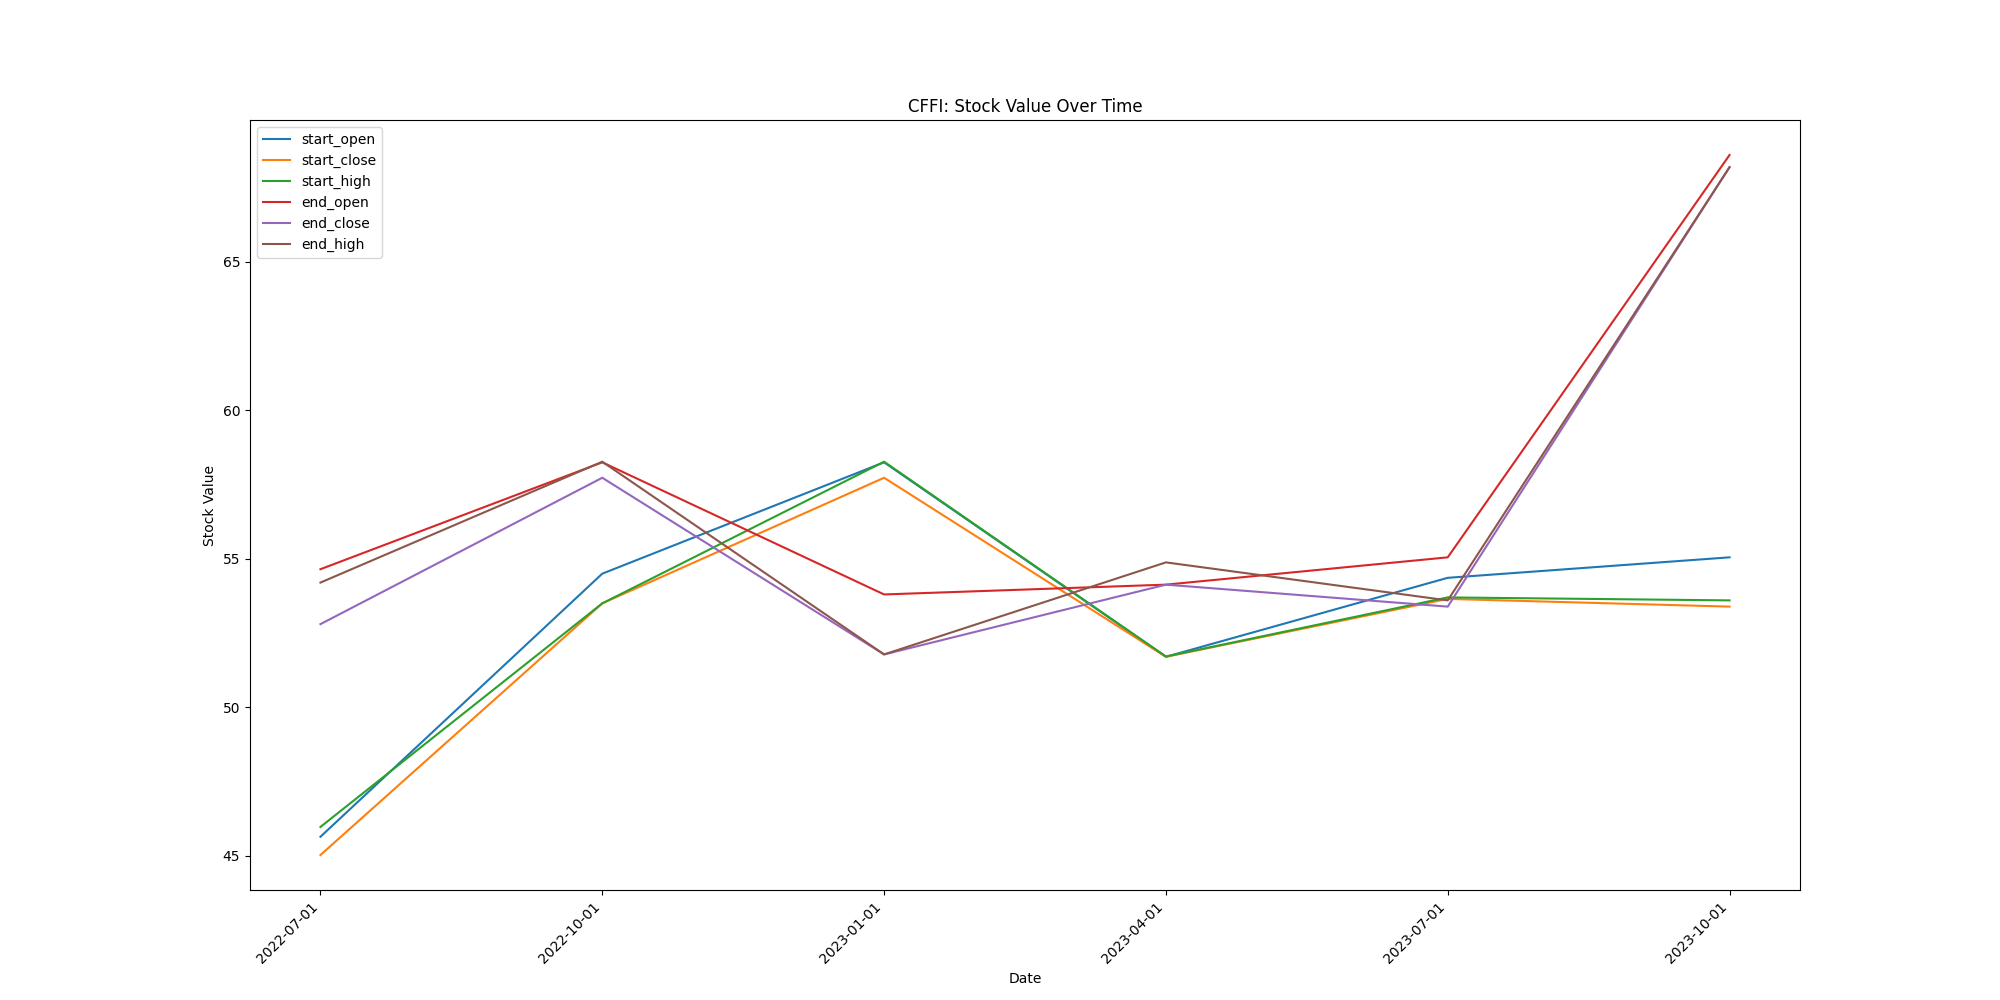 CFFI: Stock Value Over Time
start_open
start_close
start_high
end_open
end_close
end_high
65
60
55
50
45
Stock Value
2022-07-01
2022-10-01
2023-01-01
2023-04-01
2023-07-01
2023-10-01
Date